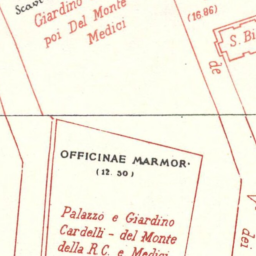 Scav
Giardino
poi Del Monte
Medici
(16.86)
S. Bi
de
OFFICINAE MARMOR·
(12.50)
Palazzo e Giardino
Cardelli - del Monte
della R.C. e Medici
dei